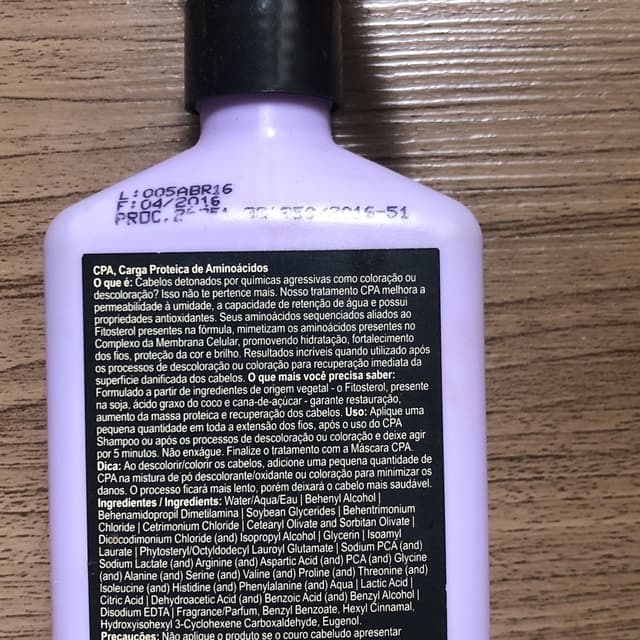 L:005ABR16
F:04/2016
PROC.
CPA, Carga Proteica de Aminoácidos
O que é: Cabelos detonados por químicas agressivas como coloração ou
descoloração? Isso não te pertence mais. Nosso tratamento CPA melhora a
permeabilidade à umidade, a capacidade de retenção de água e possui
propriedades antioxidantes. Seus aminoácidos sequenciados aliados ao
Fitosterol presentes na fórmula, mimetizam os aminoácidos presentes no
Complexo da Membrana Celular, promovendo hidratação, fortalecimento
dos fios, proteção da cor e brilho. Resultados incríveis quando utilizado após
os processos de descoloração ou coloração para recuperação imediata da
superfície danificada dos cabelos. O que mais você precisa saber:
Formulado a partir de ingredientes de origem vegetal - o Fitosterol, presente
na soja, ácido graxo do coco e cana-de-açúcar - garante restauração,
aumento da massa proteica e recuperação dos cabelos. Uso: Aplique uma
pequena quantidade em toda a extensão dos fios, após o uso do CPA
Shampoo ou após os processos de descoloração ou coloração e deixe agir
por 5 minutos. Não enxágue. Finalize o tratamento com a Máscara CPA.
Dica: Ao descolorir/colorir os cabelos, adicione uma pequena quantidade de
CPA na mistura de pó descolorante/oxidante ou coloração para minimizar os
danos. O processo ficará mais lento, porém deixará o cabelo mais saudável.
Ingredientes / Ingredients: Water/Aqua/Eau | Behenyl Alcohol |
Behenamidopropil Dimetilamina | Soybean Glycerides | Behentrimonium
Chloride | Cetrimonium Chloride | Cetearyl Olivate and Sorbitan Olivate |
Dicocodimonium Chloride (and) Isopropyl Alcohol | Glycerin | Isoamyl
Laurate | Phytosteryl/Octyldodecyl Lauroyl Glutamate | Sodium PCA (and)
Sodium Lactate (and) Arginine (and) Aspartic Acid (and) PCA (and) Glycine
(and) Alanine (and) Serine (and) Valine (and) Proline (and) Threonine (and)
Isoleucine (and) Histidine (and) Phenylalanine (and) Aqua | Lactic Acid |
Citric Acid | Dehydroacetic Acid (and) Benzoic Acid (and) Benzyl Alcohol |
Disodium EDTA | Fragrance/Parfum, Benzyl Benzoate, Hexyl Cinnamal,
Hydroxyisohexyl 3-Cyclohexene Carboxaldehyde, Eugenol.
Precauções: Não aplique o produto se o couro cabeludo apresentar